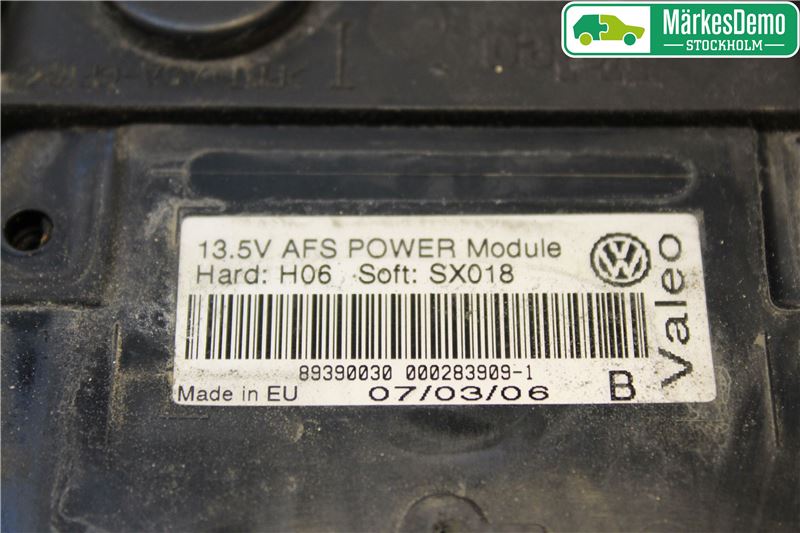 MärkesDemo
STOCKHOLM
13.5V AFS POWER Module
Hard: H06 Soft: SX018
89390030 000283909-1
Made in EU 07/03/06 B
Valeo